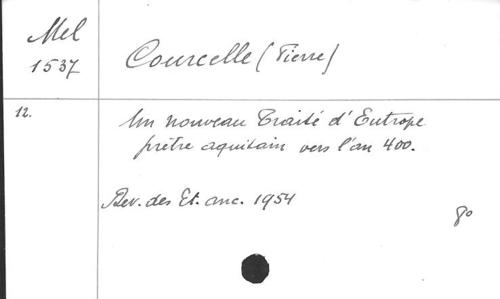 Mel
1537
Courcelle (Pierre)
12.
Un nouveau Traité d'Eutrope
prêtre aquitain vers l'an 400.
Rev. des Et. anc. 1954
8°